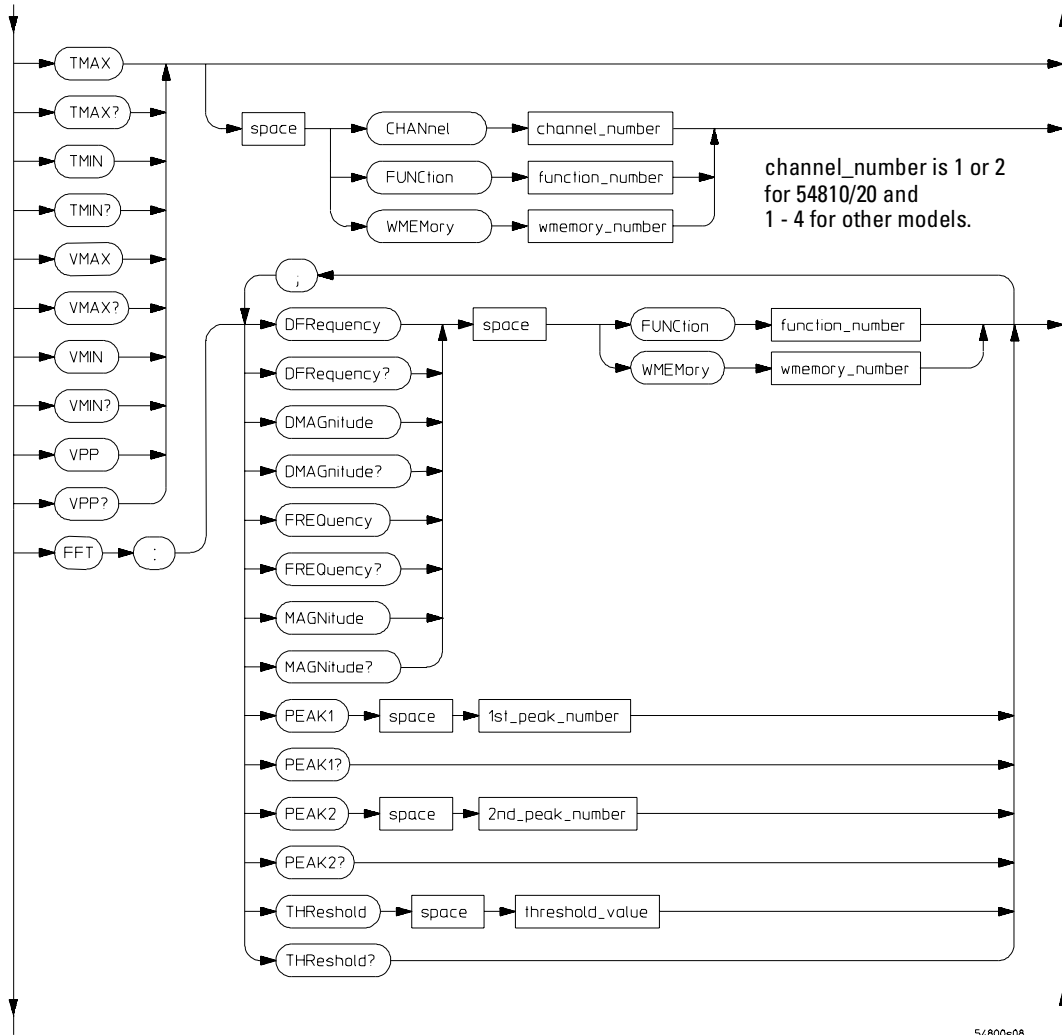 TMAX
TMAX?
TMIN
TMIN?
VMAX
VMAX?
VMIN
VMIN?
VPP
VPP?
FFT :
space CHANnel channel_number
FUNCtion function_number
WMEMory wmemory_number
channel_number is 1 or 2
for 54810/20 and
1 - 4 for other models.
;
DFRequency space FUNCtion function_number
DFRequency? WMEMory wmemory_number
DMAGnitude
DMAGnitude?
FREQuency
FREQuency?
MAGNitude
MAGNitude?
PEAK1 space 1st_peak_number
PEAK1?
PEAK2 space 2nd_peak_number
PEAK2?
THReshold space threshold_value
THReshold?
54800s08